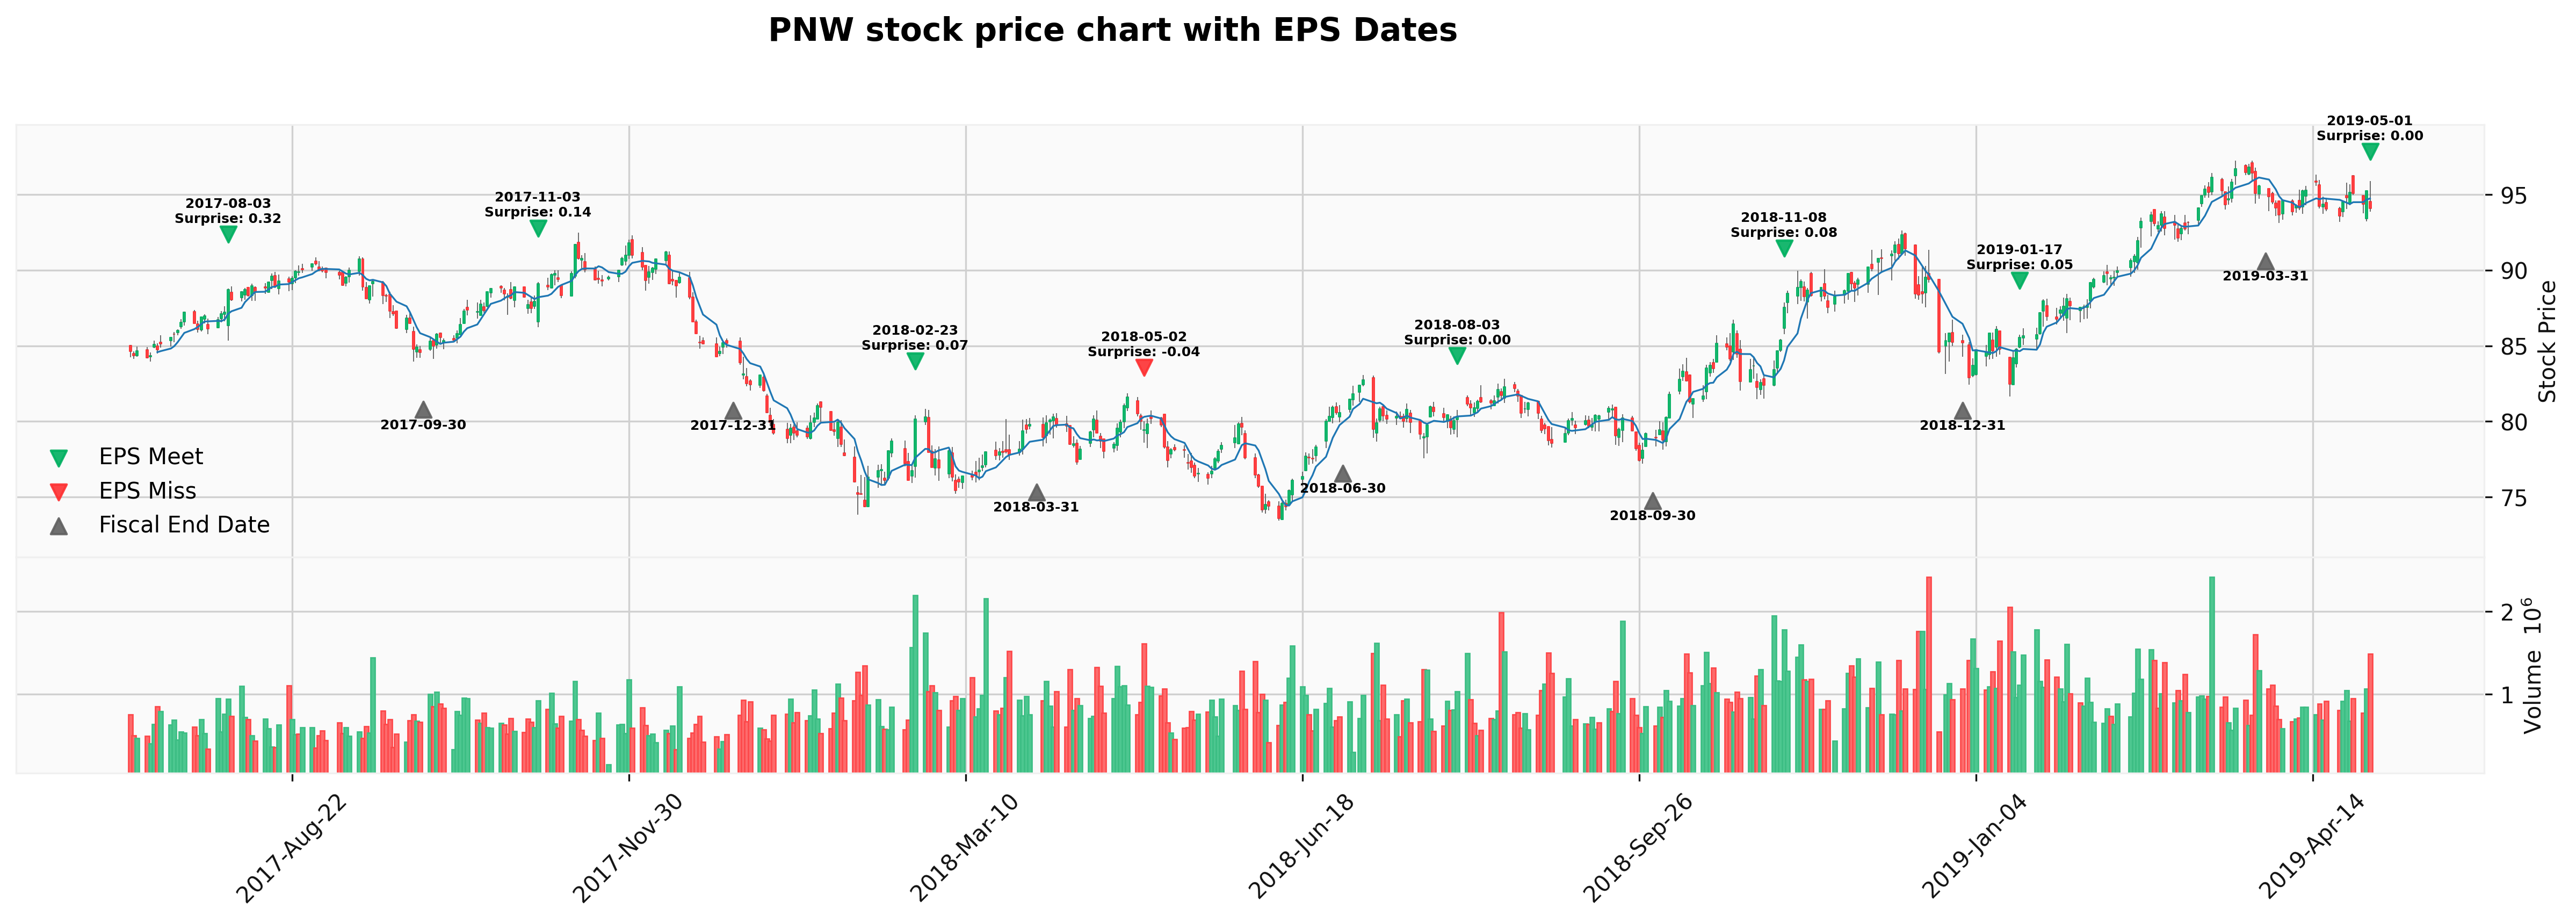 PNW stock price chart with EPS Dates
2019-05-01
Surprise: 0.00
2017-08-03
Surprise: 0.32
2017-11-03
Surprise: 0.14
2018-11-08
Surprise: 0.08
2019-01-17
Surprise: 0.05
2019-03-31
2018-02-23
Surprise: 0.07
2018-05-02
Surprise: -0.04
2018-08-03
Surprise: 0.00
2017-09-30
2017-12-31
2018-12-31
2018-03-31
2018-06-30
2018-09-30
EPS Meet
EPS Miss
Fiscal End Date
95
90
85
80
75
Stock Price
2
1
Volume 10⁶
2017-Aug-22
2017-Nov-30
2018-Mar-10
2018-Jun-18
2018-Sep-26
2019-Jan-04
2019-Apr-14